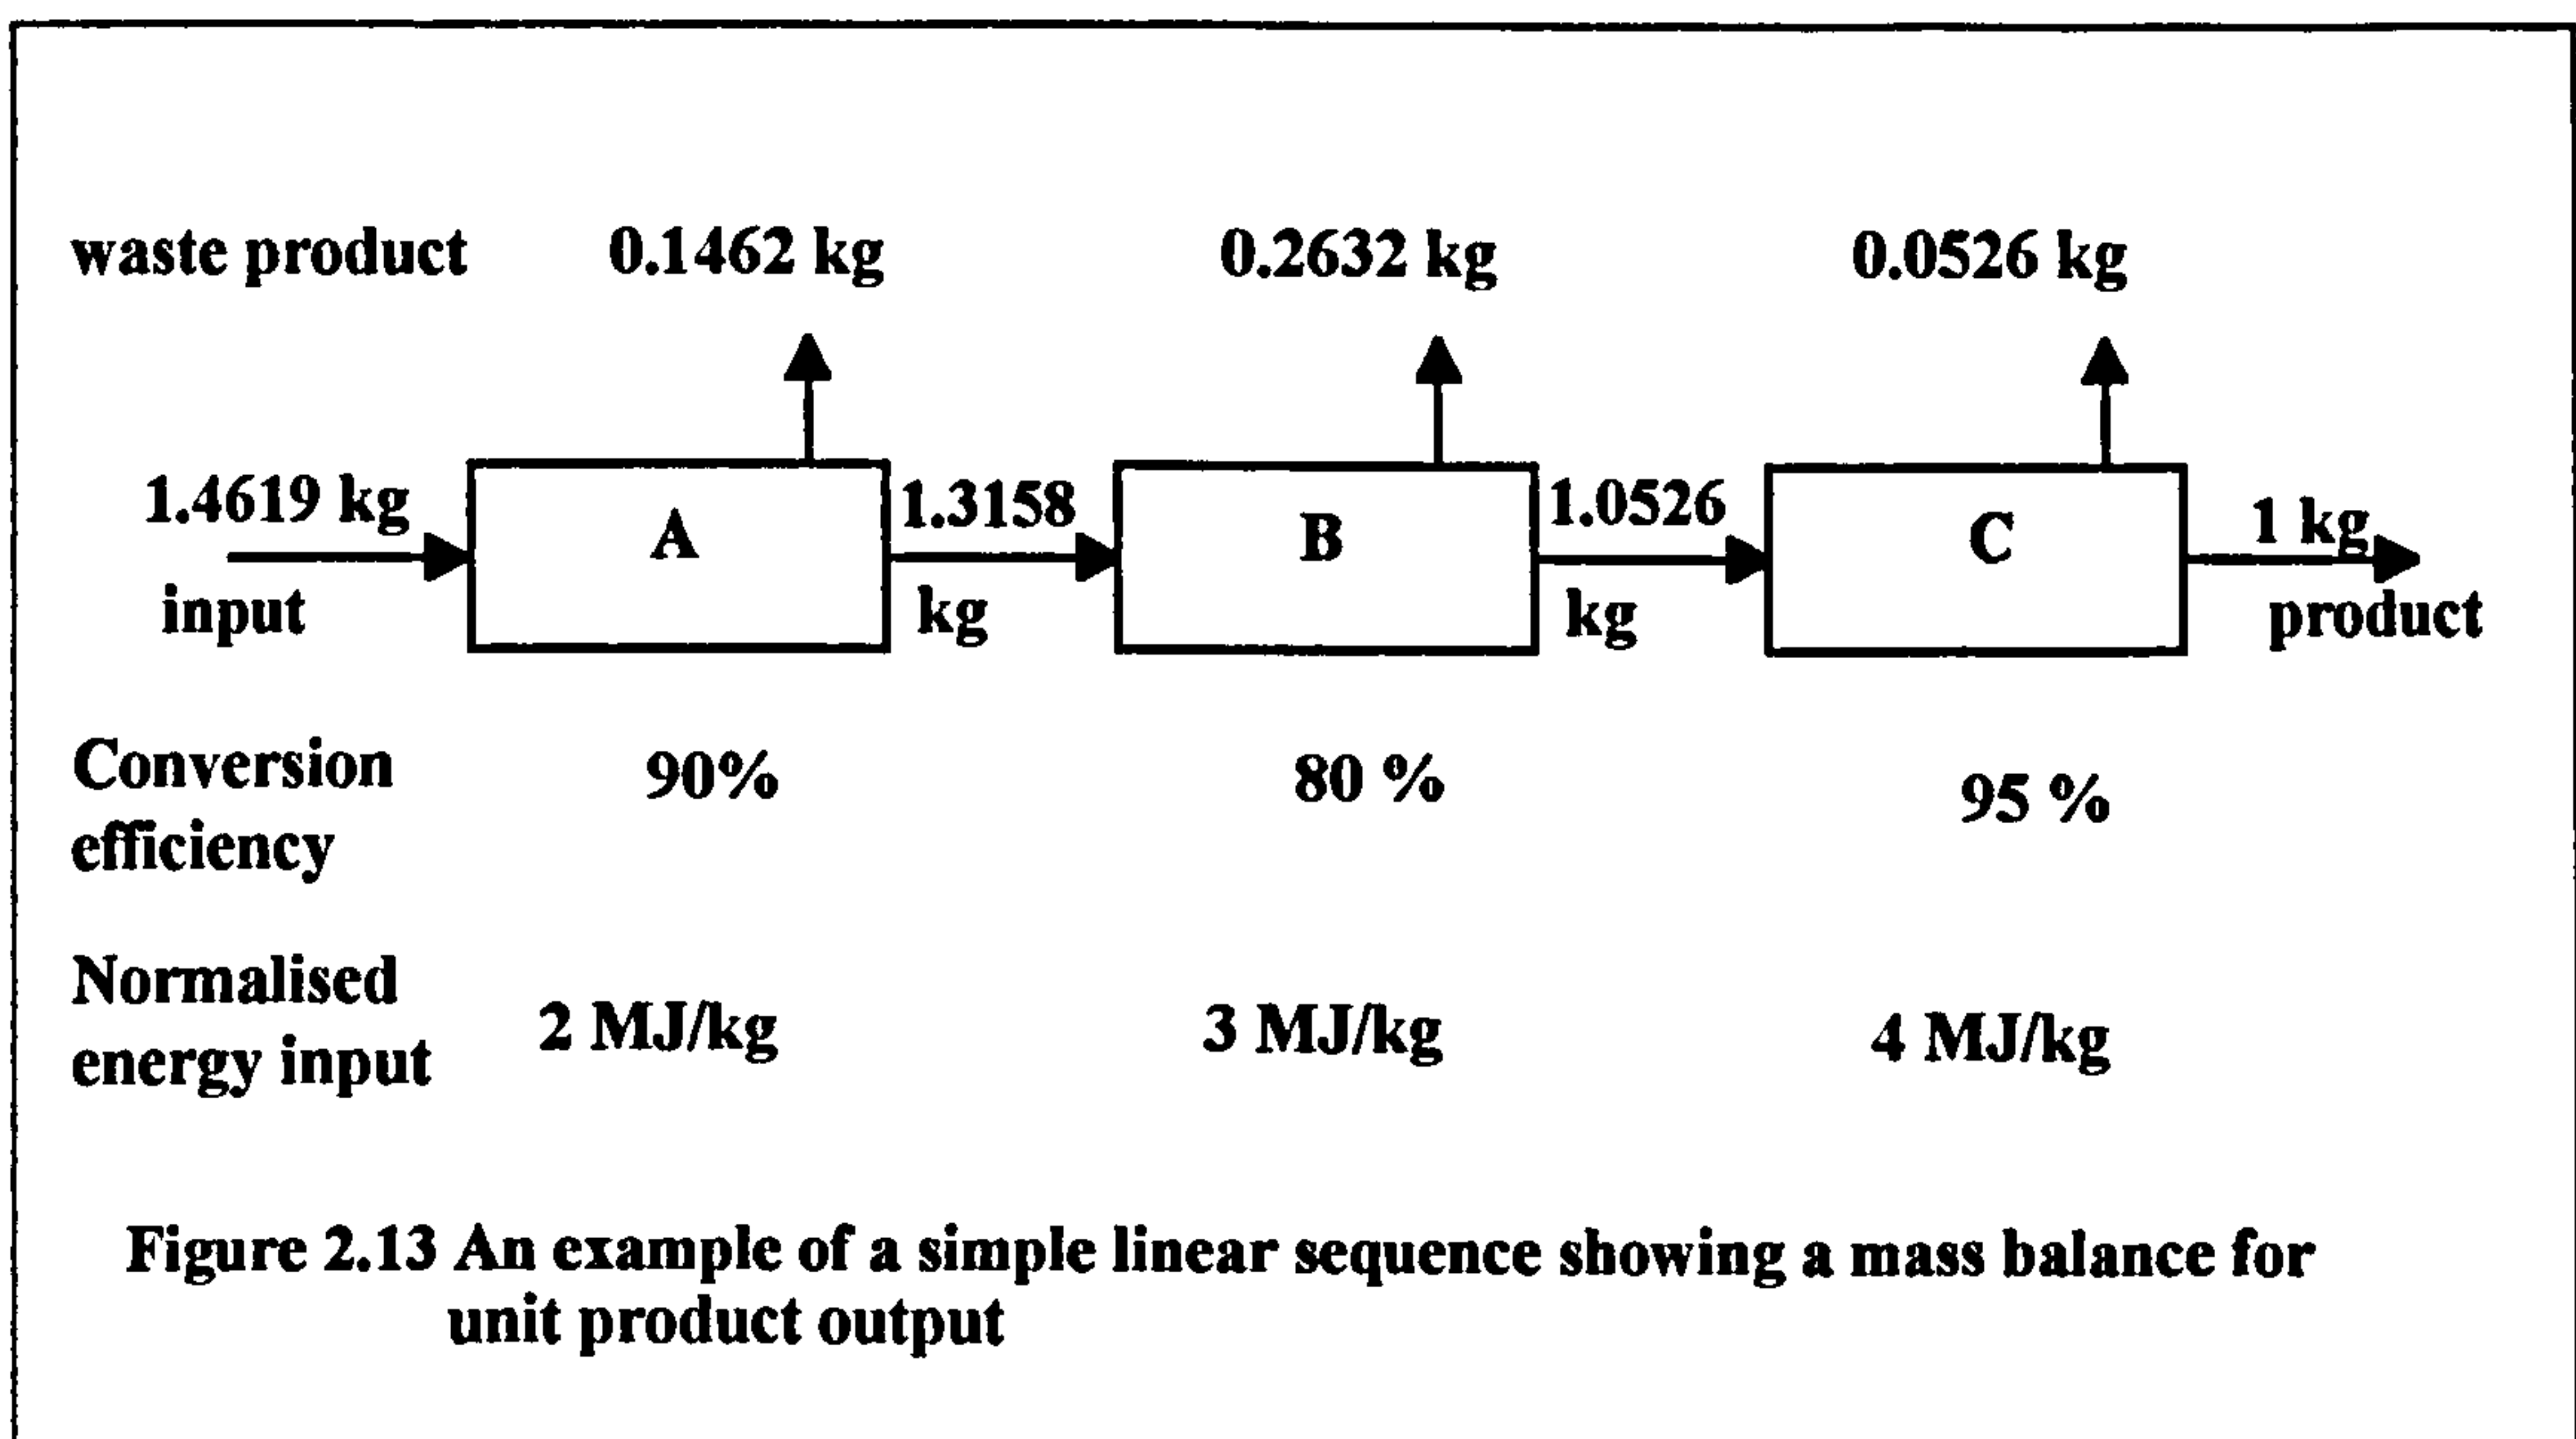 waste product 0.1462 kg 0.2632 kg 0.0526 kg
1.4619 kg 1.3158 1.0526 1 kg
A B C
input kg kg product
Conversion
efficiency
90% 80 % 95 %
Normalised
energy input
2 MJ/kg 3 MJ/kg 4 MJ/kg
Figure 2.13 An example of a simple linear sequence showing a mass balance for
unit product output